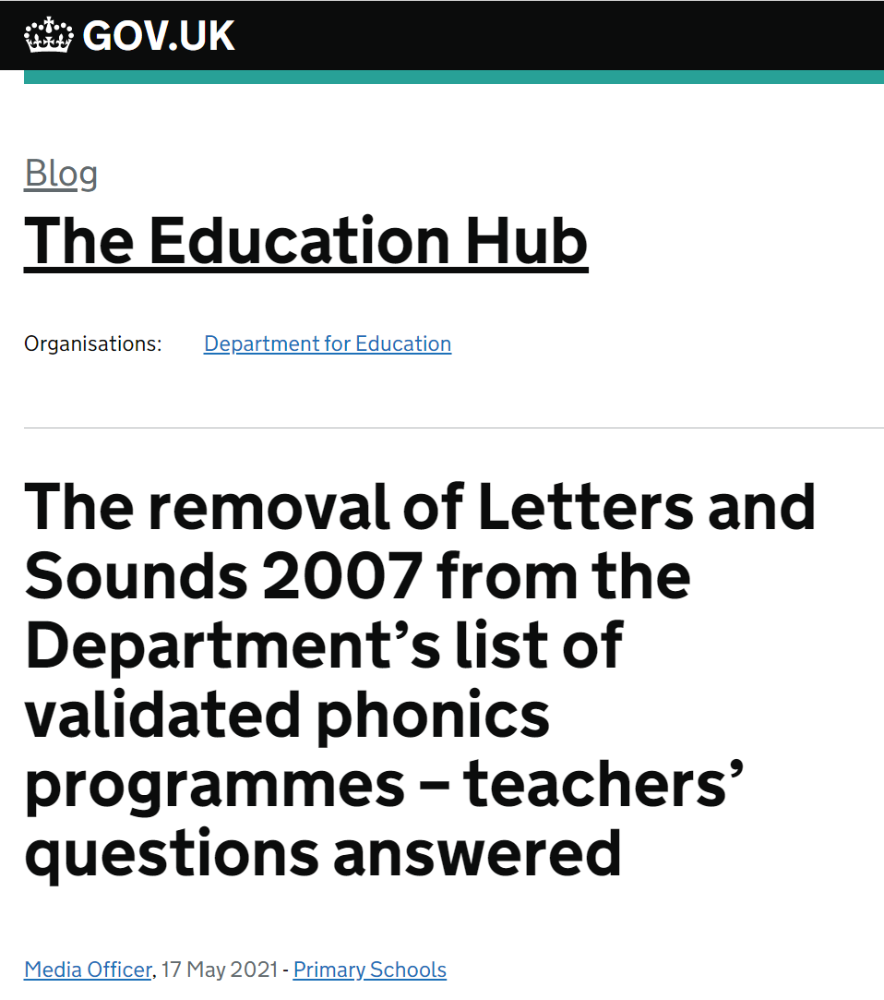 GOV.UK
Blog
The Education Hub
Organisations: Department for Education
The removal of Letters and
Sounds 2007 from the
Department’s list of
validated phonics
programmes – teachers’
questions answered
Media Officer, 17 May 2021 - Primary Schools